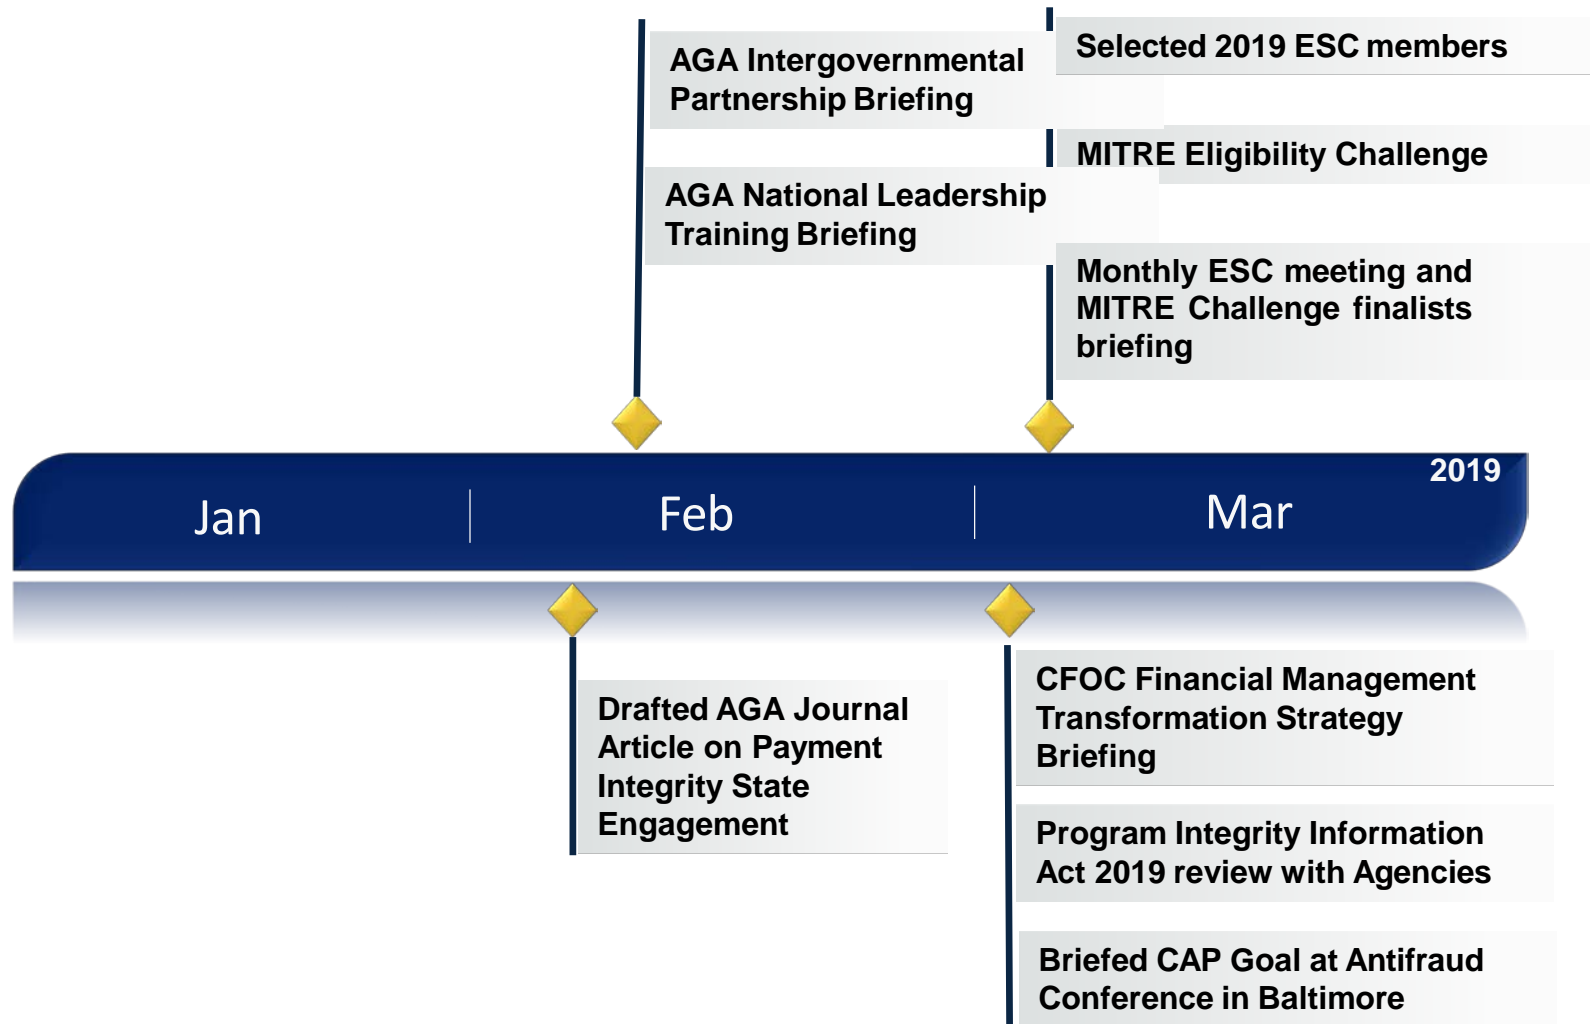 AGA Intergovernmental
Partnership Briefing
AGA National Leadership
Training Briefing
Selected 2019 ESC members
MITRE Eligibility Challenge
Monthly ESC meeting and
MITRE Challenge finalists
briefing
2019
Jan
Feb
Mar
Drafted AGA Journal
Article on Payment
Integrity State
Engagement
CFOC Financial Management
Transformation Strategy
Briefing
Program Integrity Information
Act 2019 review with Agencies
Briefed CAP Goal at Antifraud
Conference in Baltimore